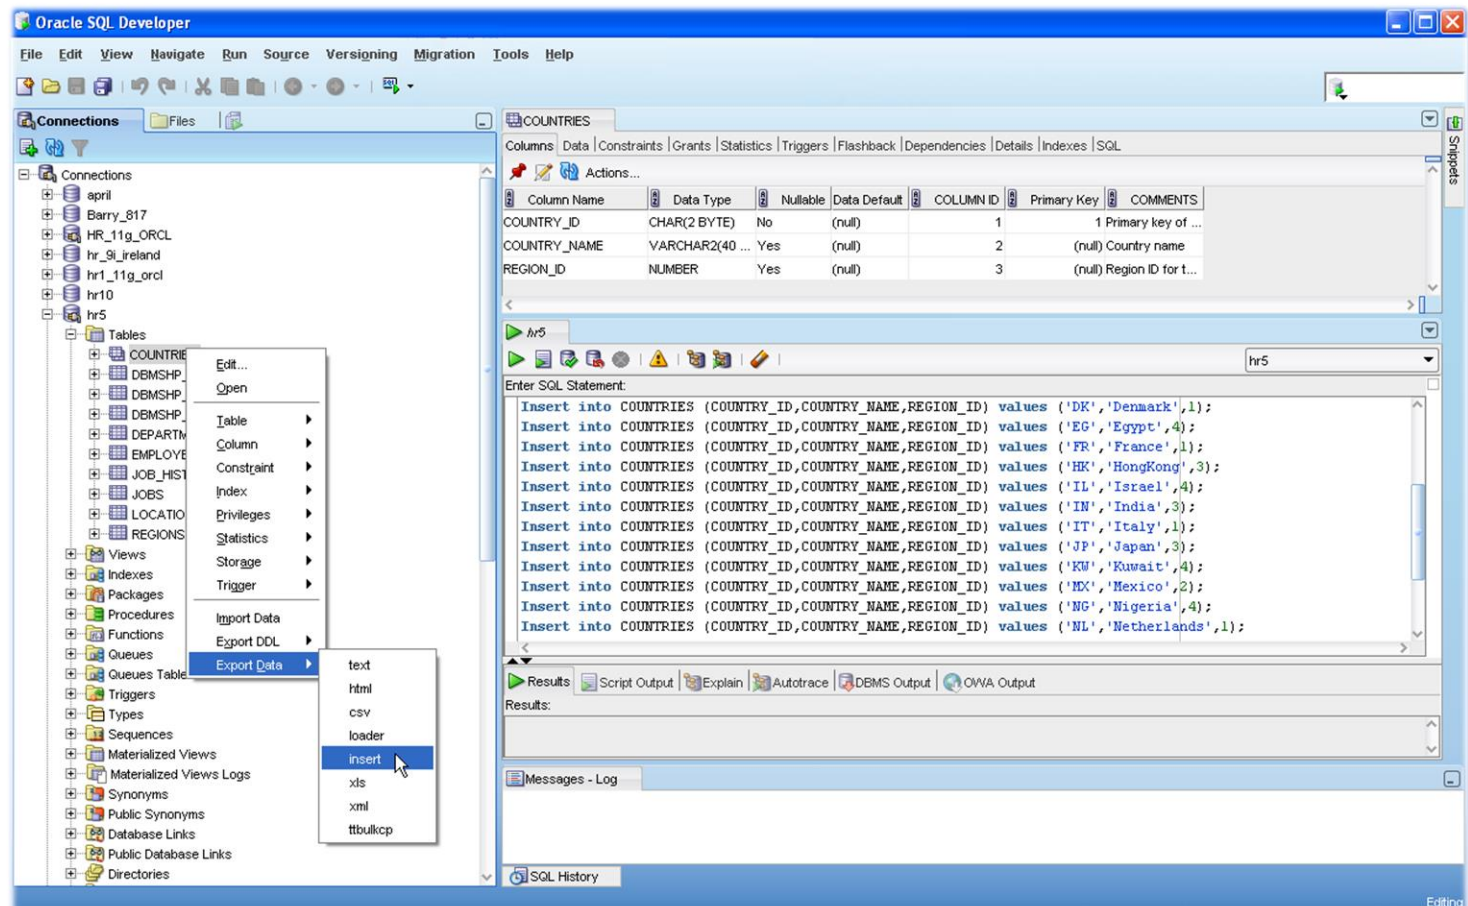 Oracle SQL Developer
File Edit View Navigate Run Source Versioning Migration Tools Help
Connections Files
Connections
april
Barry_817
HR_11g_ORCL
hr_9i_ireland
hr1_11g_orcl
hr10
hr5
Tables
COUNTRIE
DBMSHP_
DBMSHP_
DBMSHP_
DEPARTM
EMPLOYE
JOB_HIST
JOBS
LOCATIO
REGIONS
Views
Indexes
Packages
Procedures
Functions
Queues
Queues Table
Triggers
Types
Sequences
Materialized Views
Materialized Views Logs
Synonyms
Public Synonyms
Database Links
Public Database Links
Directories
Edit...
Open
Table
Column
Constraint
Index
Privileges
Statistics
Storage
Trigger
Import Data
Export DDL
Export Data
text
html
csv
loader
insert
xls
xml
ttbulkcp
COUNTRIES
Columns Data Constraints Grants Statistics Triggers Flashback Dependencies Details Indexes SQL
Actions...
Column Name Data Type Nullable Data Default COLUMN ID Primary Key COMMENTS
COUNTRY_ID CHAR(2 BYTE) No (null) 1 1 Primary key of ...
COUNTRY_NAME VARCHAR2(40 ... Yes (null) 2 (null) Country name
REGION_ID NUMBER Yes (null) 3 (null) Region ID for t...
Snippets
hr5
hr5
Enter SQL Statement:
Insert into COUNTRIES (COUNTRY_ID,COUNTRY_NAME,REGION_ID) values ('DK','Denmark',1);
Insert into COUNTRIES (COUNTRY_ID,COUNTRY_NAME,REGION_ID) values ('EG','Egypt',4);
Insert into COUNTRIES (COUNTRY_ID,COUNTRY_NAME,REGION_ID) values ('FR','France',1);
Insert into COUNTRIES (COUNTRY_ID,COUNTRY_NAME,REGION_ID) values ('HK','HongKong',3);
Insert into COUNTRIES (COUNTRY_ID,COUNTRY_NAME,REGION_ID) values ('IL','Israel',4);
Insert into COUNTRIES (COUNTRY_ID,COUNTRY_NAME,REGION_ID) values ('IN','India',3);
Insert into COUNTRIES (COUNTRY_ID,COUNTRY_NAME,REGION_ID) values ('IT','Italy',1);
Insert into COUNTRIES (COUNTRY_ID,COUNTRY_NAME,REGION_ID) values ('JP','Japan',3);
Insert into COUNTRIES (COUNTRY_ID,COUNTRY_NAME,REGION_ID) values ('KW','Kuwait',4);
Insert into COUNTRIES (COUNTRY_ID,COUNTRY_NAME,REGION_ID) values ('MX','Mexico',2);
Insert into COUNTRIES (COUNTRY_ID,COUNTRY_NAME,REGION_ID) values ('NG','Nigeria',4);
Insert into COUNTRIES (COUNTRY_ID,COUNTRY_NAME,REGION_ID) values ('NL','Netherlands',1);
Results Script Output Explain Autotrace DBMS Output OWA Output
Results:
Messages - Log
SQL History
Editing